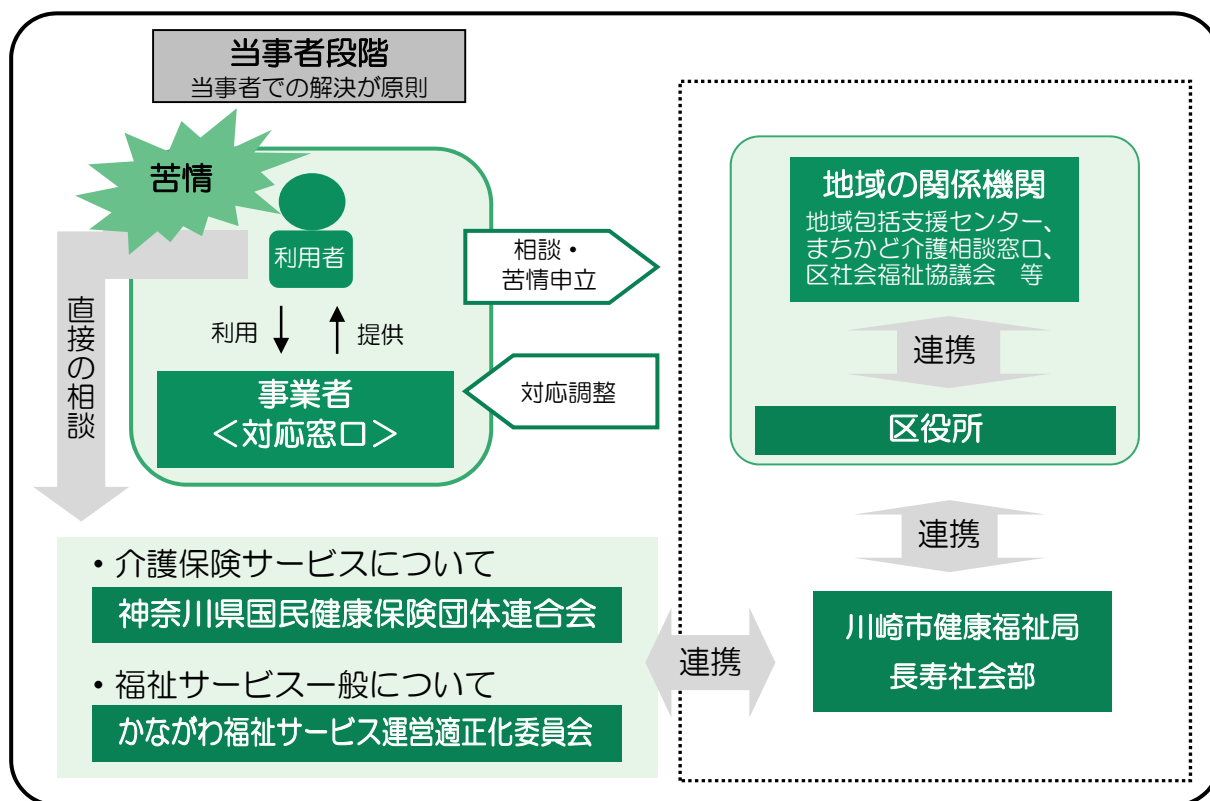 当事者段階
当事者での解決が原則
苦情
利用者
利用
提供
事業者
＜対応窓口＞
直接の相談
相談・
苦情申立
対応調整
地域の関係機関
地域包括支援センター、
まちかど介護相談窓口、
区社会福祉協議会　等
連携
区役所
連携
川崎市健康福祉局
長寿社会部
連携
・介護保険サービスについて
神奈川県国民健康保険団体連合会
・福祉サービス一般について
かながわ福祉サービス運営適正化委員会